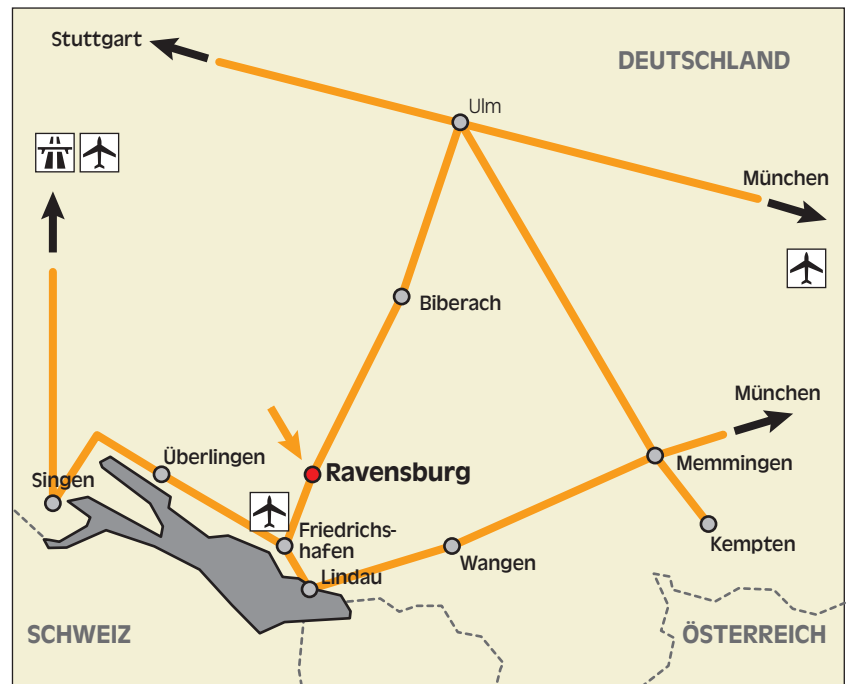 Stuttgart
DEUTSCHLAND
Ulm
München
Biberach
München
Überlingen
Ravensburg
Memmingen
Singen
Friedrichs-
hafen
Kempten
Wangen
Lindau
SCHWEIZ
ÖSTERREICH